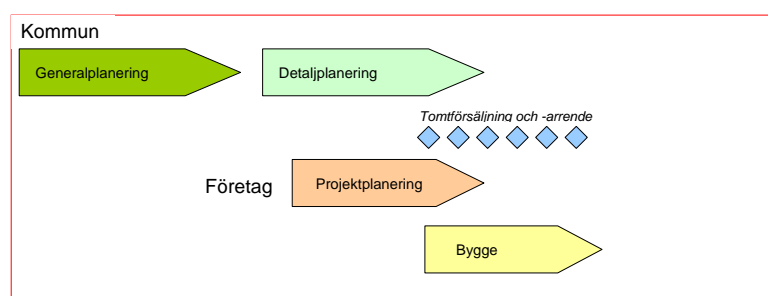 Kommun
Generalplanering
Detaljplanering
Tomtförsäljning och -arrende
Företag
Projektplanering
Bygge